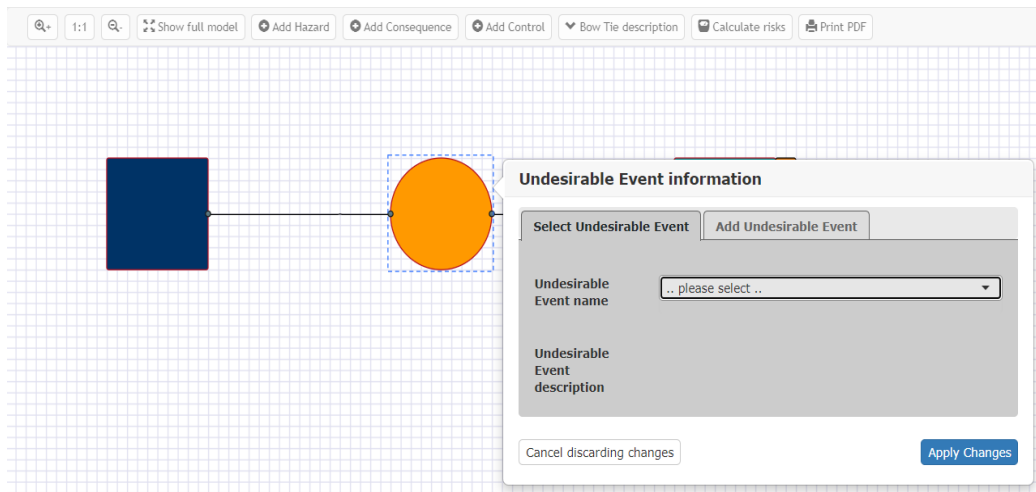 1:1 Show full model Add Hazard Add Consequence Add Control Bow Tie description Calculate risks Print PDF
Undesirable Event information
Select Undesirable Event Add Undesirable Event
Undesirable
Event name
.. please select ..
Undesirable
Event
description
Cancel discarding changes Apply Changes